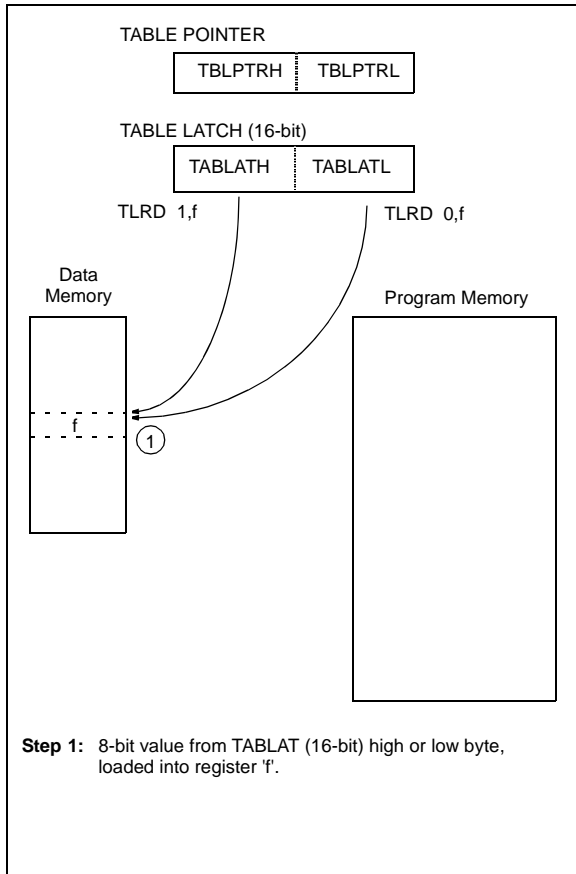 TABLE POINTER
TBLPTRH TBLPTRL
TABLE LATCH (16-bit)
TABLATH TABLATL
TLRD 1,f
TLRD 0,f
Data
Memory
Program Memory
f
1
Step 1: 8-bit value from TABLAT (16-bit) high or low byte,
loaded into register 'f'.